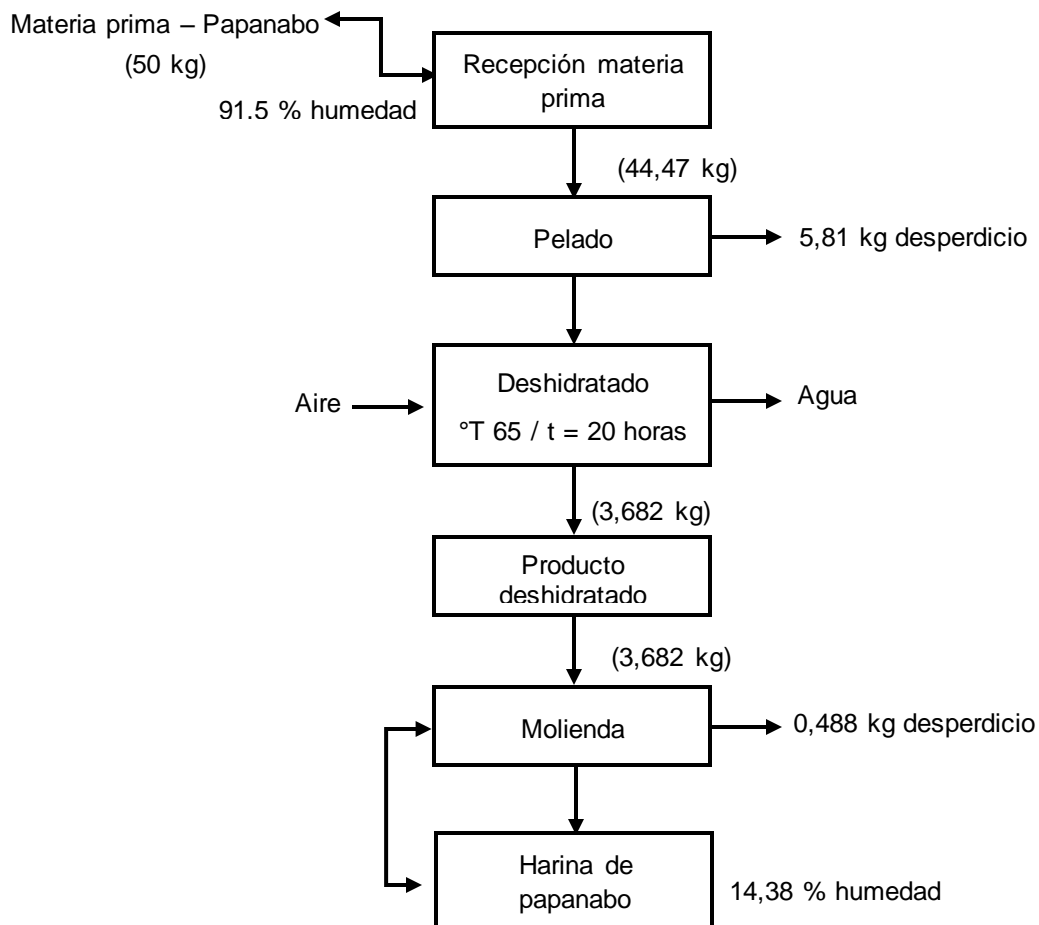 Materia prima – Papanabo
(50 kg)
91.5 % humedad
Recepción materia
prima
(44,47 kg)
Pelado
5,81 kg desperdicio
Aire
Deshidratado
°T 65 / t = 20 horas
Agua
(3,682 kg)
Producto
deshidratado
(3,682 kg)
Molienda
0,488 kg desperdicio
Harina de
papanabo
14,38 % humedad